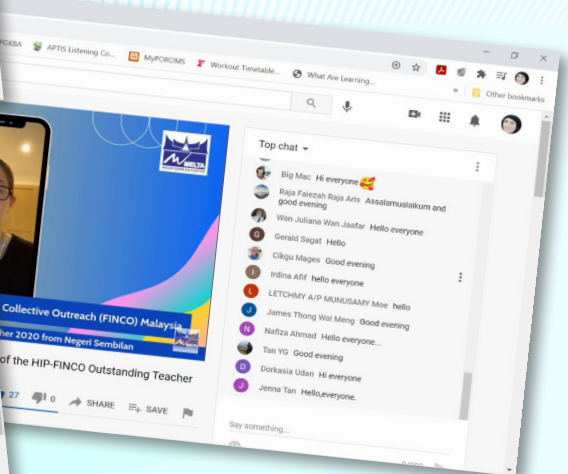 PGKBA APTIS Listening Co... MyPOROMS Workout Timetable... What Are Learning...
Other bookmarks
MELTA
Top chat
Big Mac Hi everyone
Raja Faiezah Raja Aris Assalamualaikum and
good evening
Wan Juliana Wan Jaafar Hello everyone
G Gerald Sagat Hello
Cikgu Mages Good evening
I Irdina Afif hello everyone
L LETCHMY A/P MUNUSAMY Moe hello
J James Thong Wai Meng Good evening
N Nafiza Ahmad Hello everyone...
Tan YG Good evening
D Dorkasia Udan Hi everyone
J Jenna Tan Hello,everyone.
Say something...
Collective Outreach (FINCO) Malaysia
her 2020 from Negeri Sembilan
of the HIP-FINCO Outstanding Teacher
27 0 SHARE SAVE